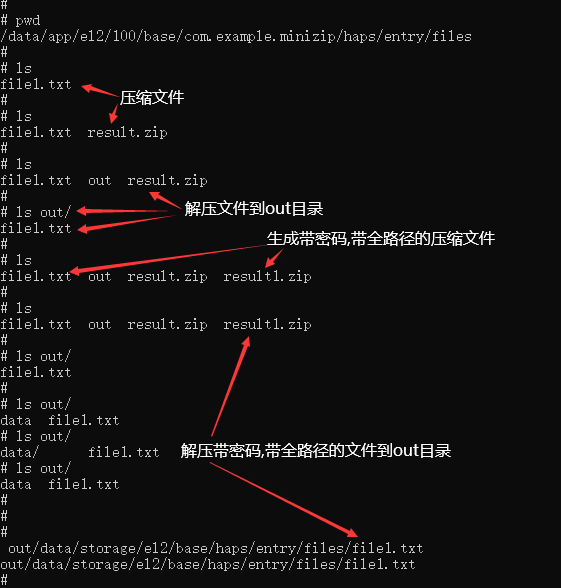 #
# pwd
/data/app/el2/100/base/com.example.minizip/haps/entry/files
#
# ls
file1.txt
压缩文件
#
# ls
file1.txt  result.zip
#
# ls
file1.txt  out  result.zip
#
# ls out/
解压文件到out目录
file1.txt
#
生成带密码,带全路径的压缩文件
# ls
file1.txt  out  result.zip  result1.zip
#
# ls
file1.txt  out  result.zip  result1.zip
#
# ls out/
file1.txt
#
# ls out/
data  file1.txt
# ls out/
data/      file1.txt
解压带密码,带全路径的文件到out目录
# ls out/
data  file1.txt
#
#
#
out/data/storage/el2/base/haps/entry/files/file1.txt
out/data/storage/el2/base/haps/entry/files/file1.txt
#